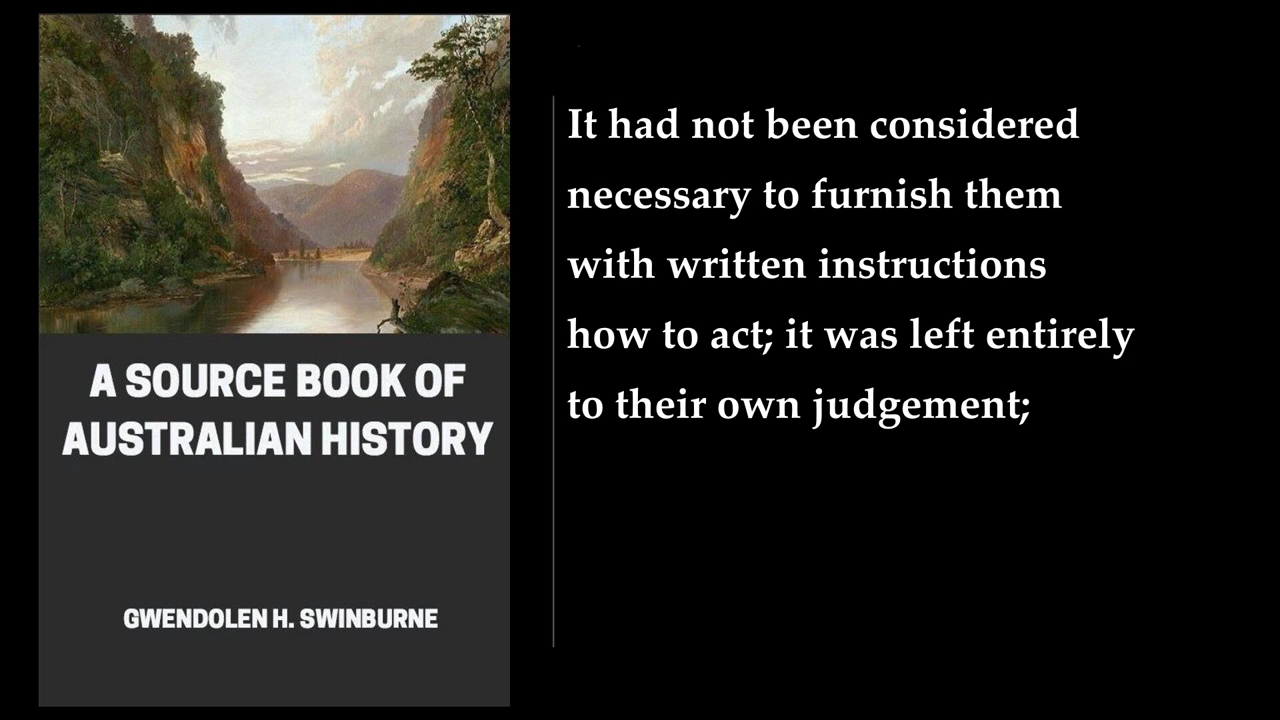 A SOURCE BOOK OF
AUSTRALIAN HISTORY
GWENDOLEN H. SWINBURNE
It had not been considered
necessary to furnish them
with written instructions
how to act; it was left entirely
to their own judgement;